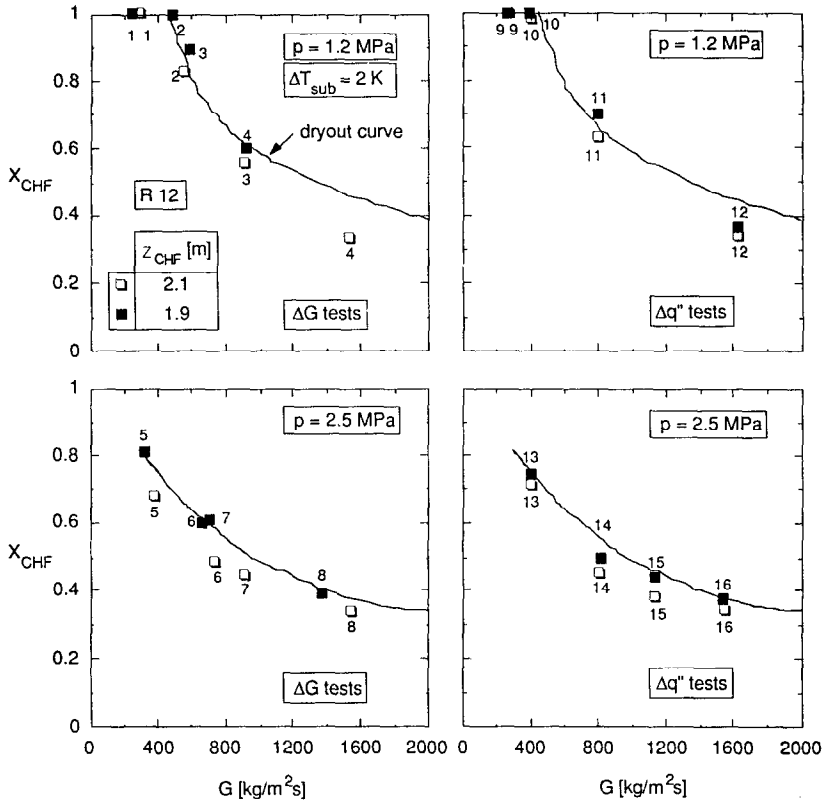 1
0.8
0.6
0.4
0.2
0
X_CHF
1 1
2
2
3
4
3
4
p = 1.2 MPa
ΔT_sub = 2 K
dryout curve
R 12
Z_CHF [m]
2.1
1.9
ΔG tests
9 9
10
10
11
11
12
12
p = 1.2 MPa
Δq" tests
1
0.8
0.6
0.4
0.2
0
X_CHF
5
5
6
7
6
7
8
8
p = 2.5 MPa
ΔG tests
0 400 800 1200 1600 2000
G [kg/m²s]
13
13
14
14
15
15
16
16
p = 2.5 MPa
Δq" tests
0 400 800 1200 1600 2000
G [kg/m²s]